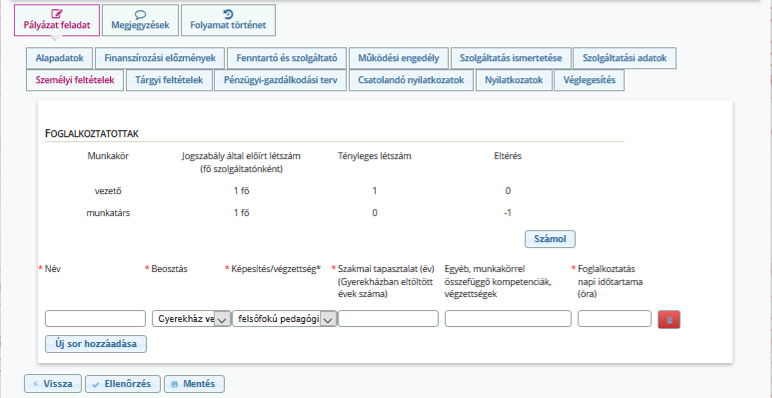 Pályázat feladat Megjegyzések Folyamat történet
Alapadatok Finanszírozási előzmények Fenntartó és szolgáltató Működési engedély Szolgáltatás ismertetése Szolgáltatási adatok
Személyi feltételek Tárgyi feltételek Pénzügyi-gazdálkodási terv Csatolandó nyilatkozatok Nyilatkozatok Véglegesítés
FOGLALKOZTATOTTAK
Munkakör Jogszabály által előírt létszám Tényleges létszám Eltérés
(fő szolgáltatónként)
vezető 1 fő 1 0
munkatárs 1 fő 0 -1
Számol
* Név * Beosztás * Képesítés/végzettség* * Szakmai tapasztalat (év) Egyéb, munkakörrel * Foglalkoztatás
(Gyerekházban eltöltött összefüggő kompetenciák, napi időtartama
évek száma) végzettségek (óra)
Gyerekház ve felsőfokú pedagógi
Új sor hozzáadása
Vissza Ellenőrzés Mentés